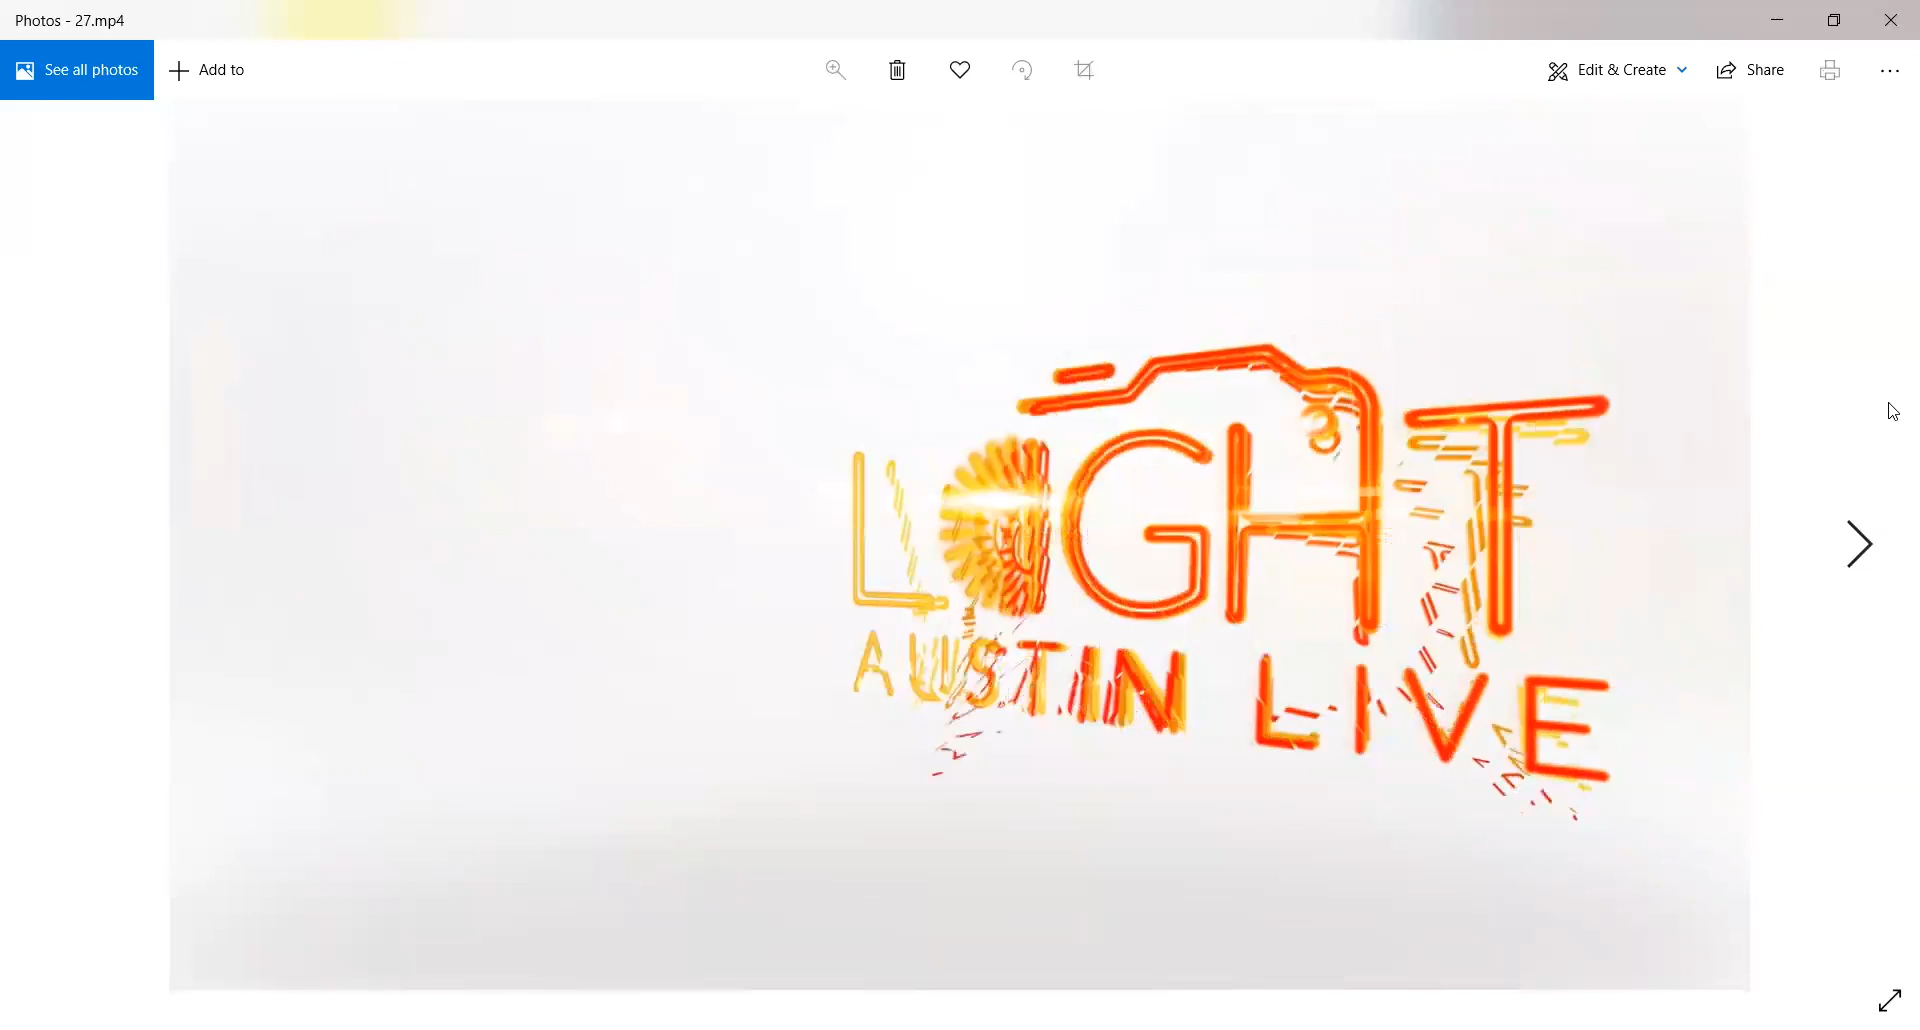 Photos - 27.mp4
See all photos
Add to
Edit & Create
Share
LIGHT
AUSTIN LIVE